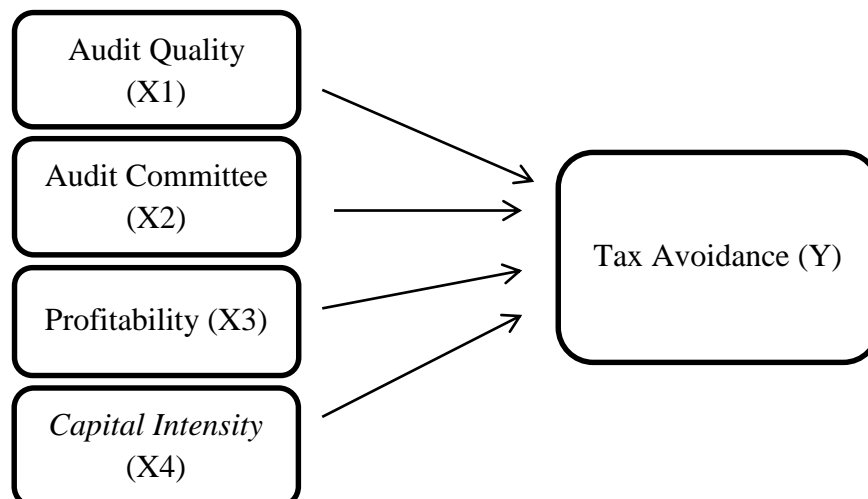 Audit Quality
(X1)
Audit Committee
(X2)
Profitability (X3)
Capital Intensity
(X4)
Tax Avoidance (Y)